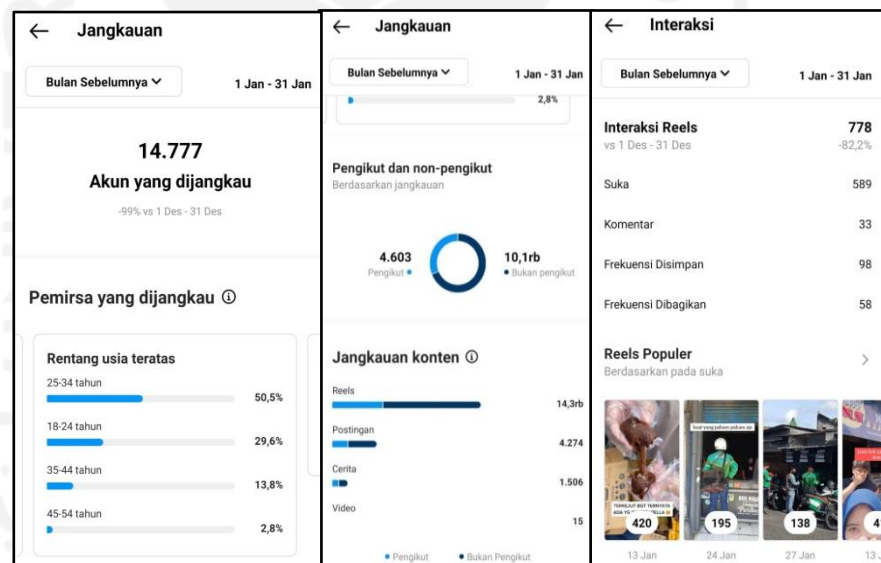 ← Jangkauan
Bulan Sebelumnya
1 Jan - 31 Jan
14.777
Akun yang dijangkau
-99% vs 1 Des - 31 Des
Pemirsa yang dijangkau
Rentang usia teratas
25-34 tahun
50,5%
18-24 tahun
29,6%
35-44 tahun
13,8%
45-54 tahun
2,8%
← Jangkauan
Bulan Sebelumnya
1 Jan - 31 Jan
2,8%
Pengikut dan non-pengikut
Berdasarkan jangkauan
4.603
Pengikut
10,1rb
Bukan pengikut
Jangkauan konten
Reels
14,3rb
Postingan
4.274
Cerita
1.506
Video
15
Pengikut
Bukan Pengikut
← Interaksi
Bulan Sebelumnya
1 Jan - 31 Jan
Interaksi Reels
778
vs 1 Des - 31 Des
-82,2%
Suka
589
Komentar
33
Frekuensi Disimpan
98
Frekuensi Dibagikan
58
Reels Populer
Berdasarkan pada suka
TERKEJUT BGT TERNYATA
420
195
138
13 Jan
24 Jan
27 Jan